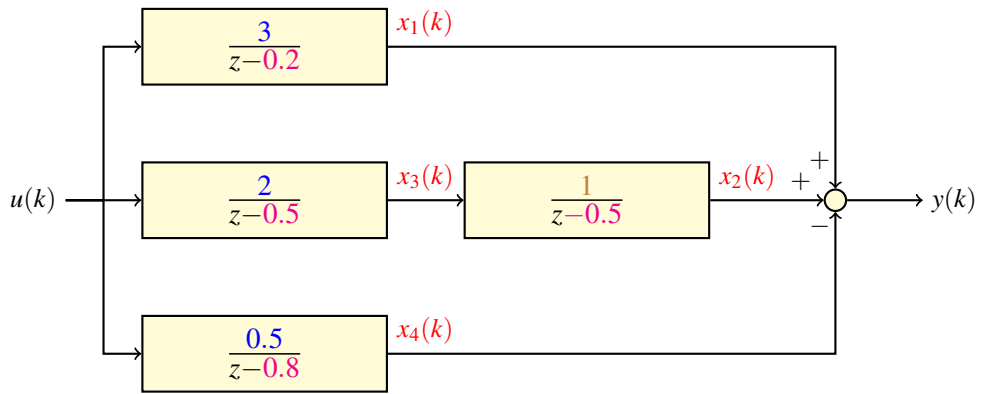 3
z−0.2
x₁(k)
u(k)
2
z−0.5
x₃(k)
1
z−0.5
x₂(k)
+
+
−
y(k)
0.5
z−0.8
x₄(k)